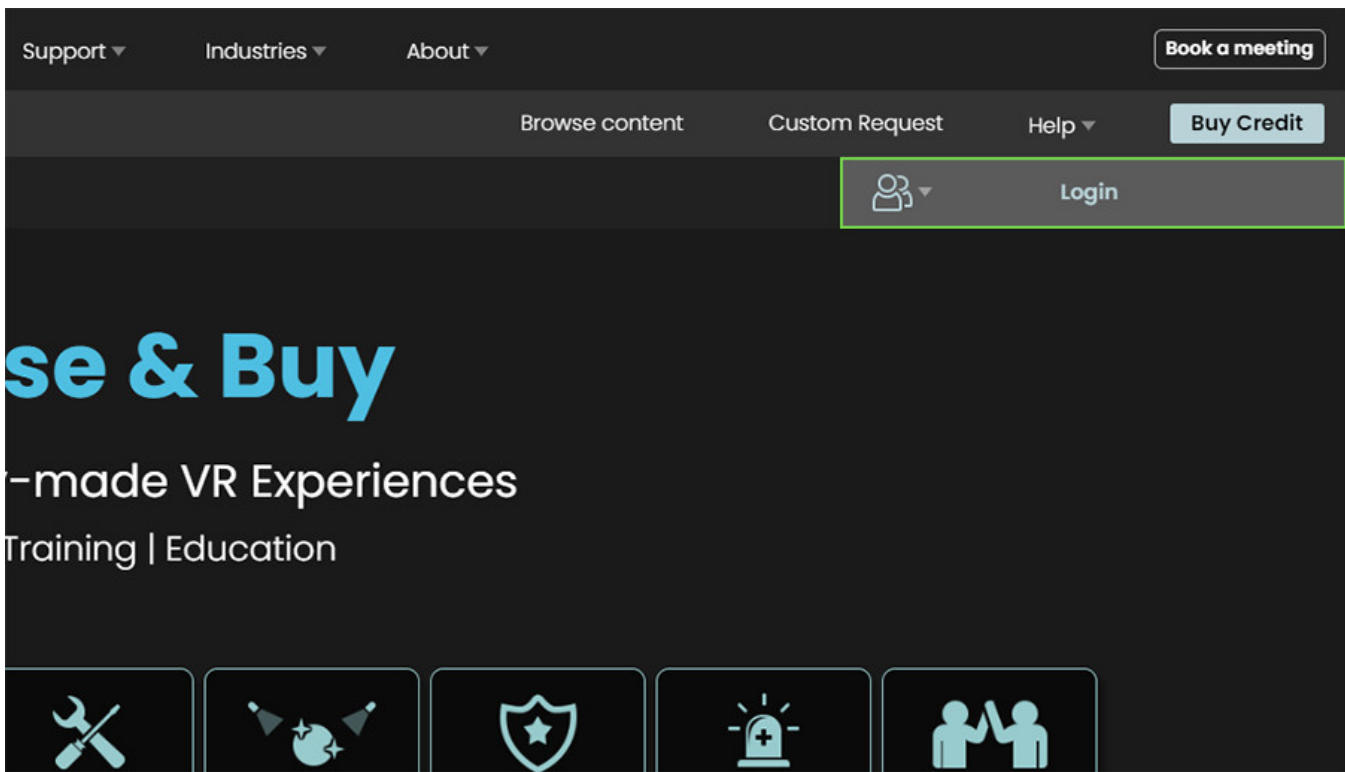 Support Industries About Book a meeting
Browse content Custom Request Help Buy Credit
Login
se & Buy
-made VR Experiences
Training | Education